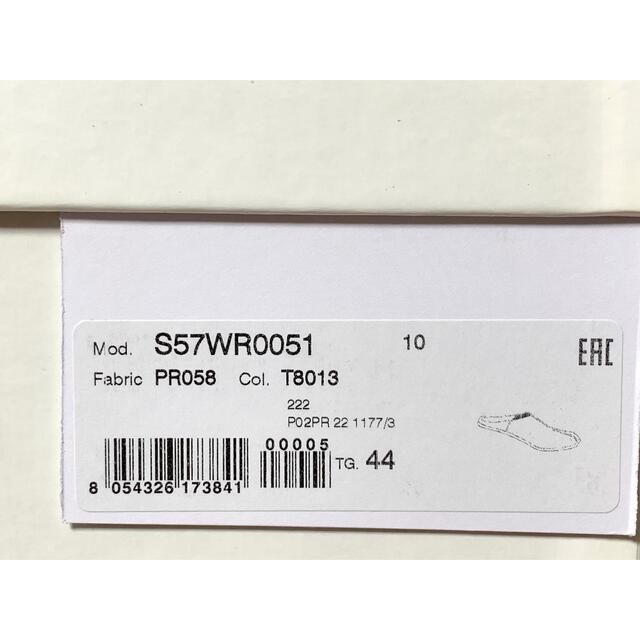 Mod. S57WR0051 10 EAC
Fabric PR058 Col. T8013
222
P02PR 22 1177/3
00005
TG. 44
8 054326 173841